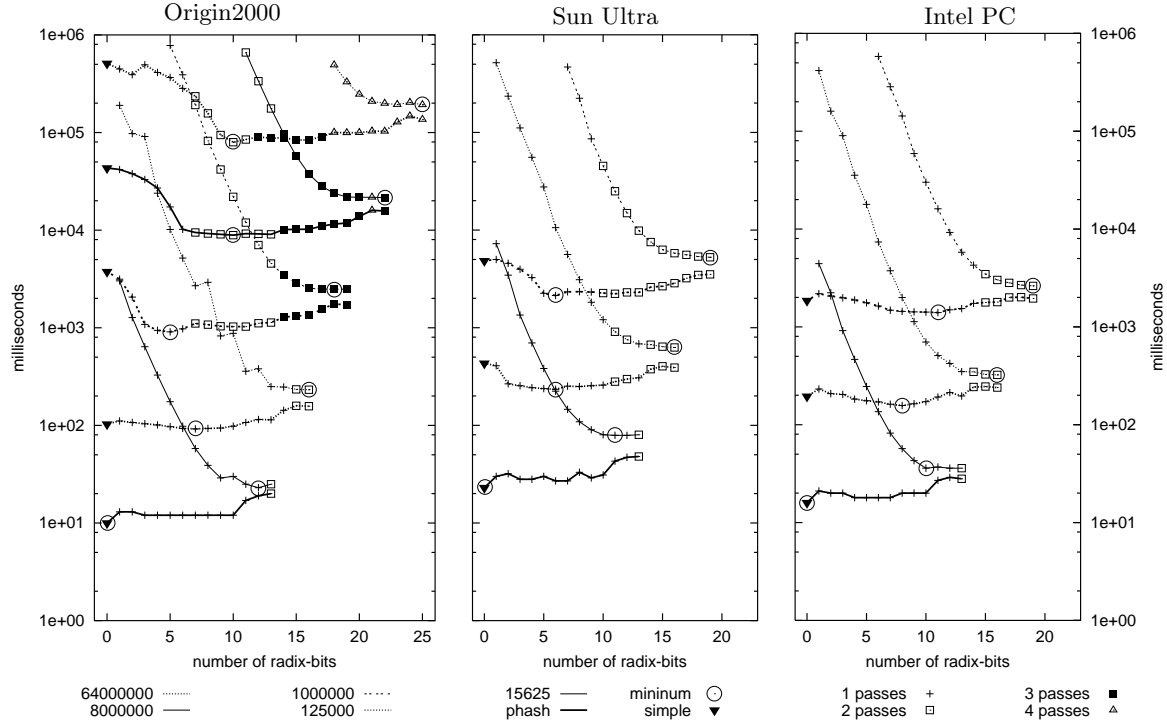 Origin2000 Sun Ultra Intel PC
1e+06 1e+06
1e+05 1e+05
1e+04 1e+04
1e+03 1e+03
1e+02 1e+02
1e+01 1e+01
1e+00 1e+00
milliseconds milliseconds
0 5 10 15 20 25 0 5 10 15 20 0 5 10 15 20
number of radix-bits number of radix-bits number of radix-bits
64000000 1000000 15625 mininum 1 passes 3 passes
8000000 125000 phash simple 2 passes 4 passes